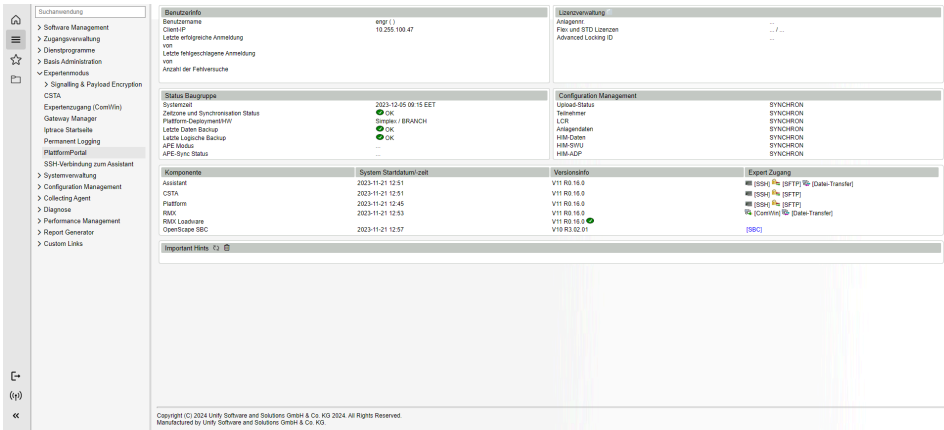 Suchanwendung
> Software Management
> Zugangsverwaltung
> Dienstprogramme
> Basis Administration
Expertenmodus
> Signalling & Payload Encryption
CSTA
Expertenzugang (ComWin)
Gateway Manager
Iptrace Startseite
Permanent Logging
PlattformPortal
SSH-Verbindung zum Assistant
> Systemverwaltung
> Configuration Management
> Collecting Agent
> Diagnose
> Performance Management
> Report Generator
> Custom Links
Benutzerinfo
Benutzername engr ( )
Client-IP 10.255.100.47
Letzte erfolgreiche Anmeldung
von
Letzte fehlgeschlagene Anmeldung
von
Anzahl der Fehlversuche
Lizenzverwaltung
Anlagennr. ...
Flex und STD Lizenzen ... / ...
Advanced Locking ID ...
Status Baugruppe
Systemzeit 2023-12-05 09:15 EET
Zeitzone und Synchronisation Status OK
Plattform-Deployment/HW Simplex / BRANCH
Letzte Daten Backup OK
Letzte Logische Backup OK
APE Modus ...
APE-Sync Status ...
Configuration Management
Upload-Status SYNCHRON
Teilnehmer SYNCHRON
LCR SYNCHRON
Anlagendaten SYNCHRON
HIM-Daten SYNCHRON
HIM-SWU SYNCHRON
HIM-ADP SYNCHRON
Komponente System Startdatum/-zeit Versionsinfo Expert Zugang
Assistant 2023-11-21 12:51 V11 R0.16.0 [SSH] [SFTP] [Datei-Transfer]
CSTA 2023-11-21 12:51 V11 R0.16.0 [SSH] [SFTP]
Plattform 2023-11-21 12:45 V11 R0.16.0 [SSH] [SFTP]
RMX 2023-11-21 12:53 V11 R0.16.0 [ComWin] [Datei-Transfer]
RMX Loadware V11 R0.16.0
OpenScape SBC 2023-11-21 12:57 V10 R3.02.01 [SBC]
Important Hints
Copyright (C) 2024 Unify Software and Solutions GmbH & Co. KG 2024. All Rights Reserved.
Manufactured by Unify Software and Solutions GmbH & Co. KG.